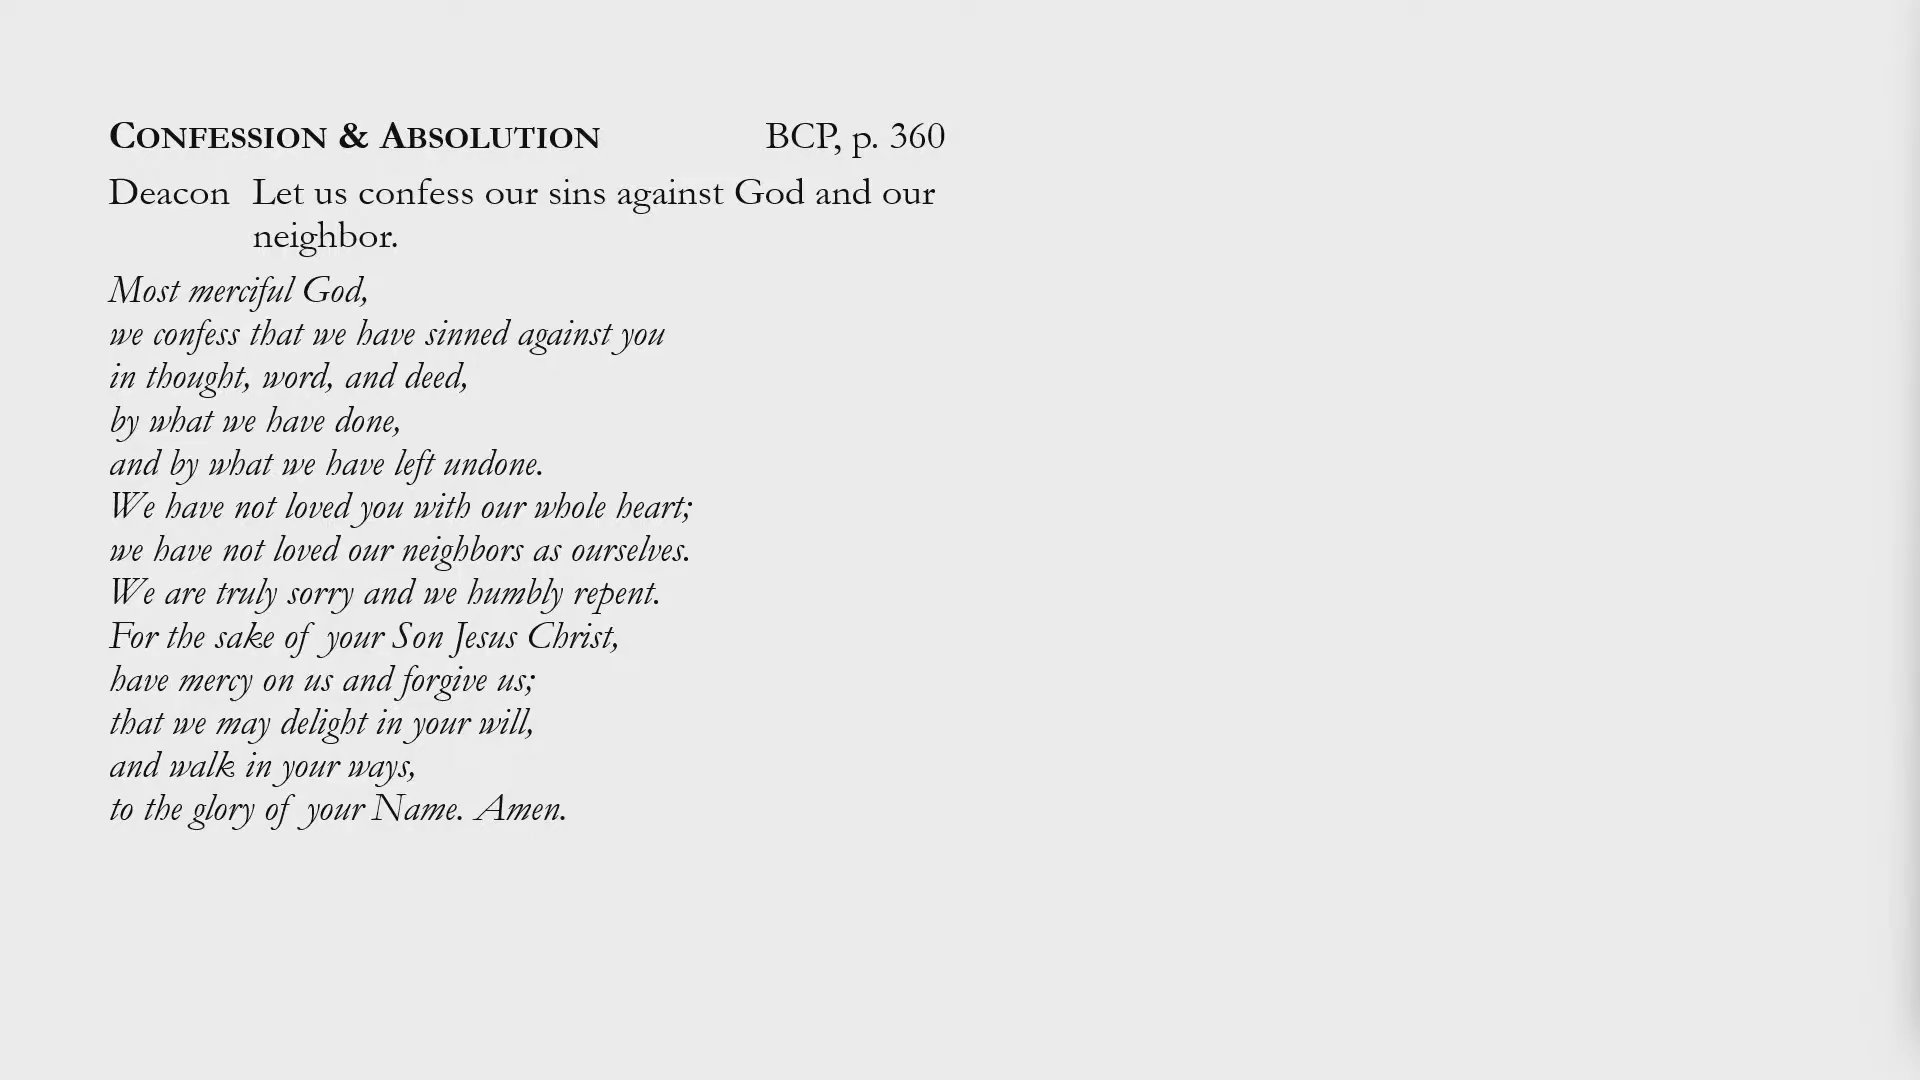 CONFESSION & ABSOLUTION BCP, p. 360
Deacon Let us confess our sins against God and our
neighbor.
Most merciful God,
we confess that we have sinned against you
in thought, word, and deed,
by what we have done,
and by what we have left undone.
We have not loved you with our whole heart;
we have not loved our neighbors as ourselves.
We are truly sorry and we humbly repent.
For the sake of your Son Jesus Christ,
have mercy on us and forgive us;
that we may delight in your will,
and walk in your ways,
to the glory of your Name. Amen.